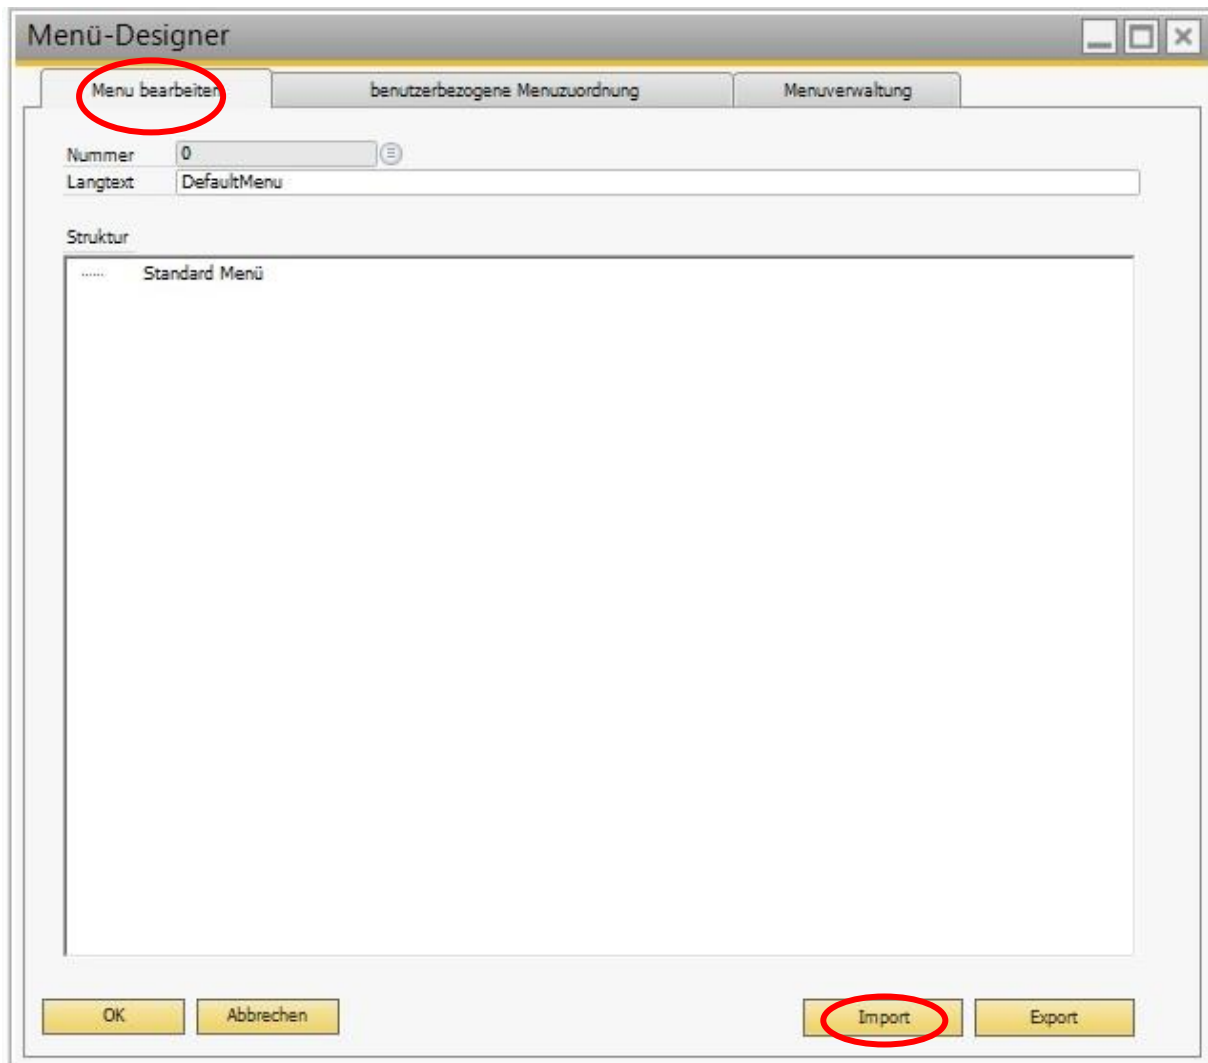 Menü-Designer
Menu bearbeiten benutzerbezogene Menuzuordnung Menuverwaltung
Nummer 0
Langtext DefaultMenu
Struktur
Standard Menü
OK Abbrechen Import Export